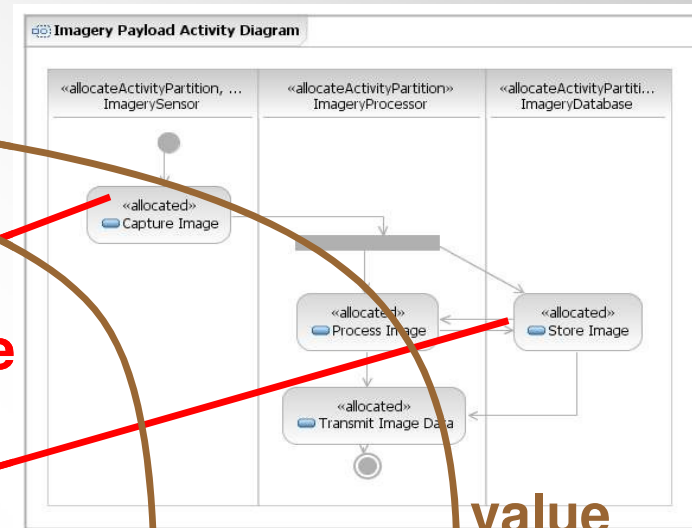 Imagery Payload Activity Diagram
«allocateActivityPartition, ...
ImagerySensor
«allocateActivityPartition»
ImageryProcessor
«allocateActivityPartiti...
ImageryDatabase
«allocated»
Capture Image
«allocated»
Process Image
«allocated»
Store Image
e
«allocated»
Transmit Image Data
value